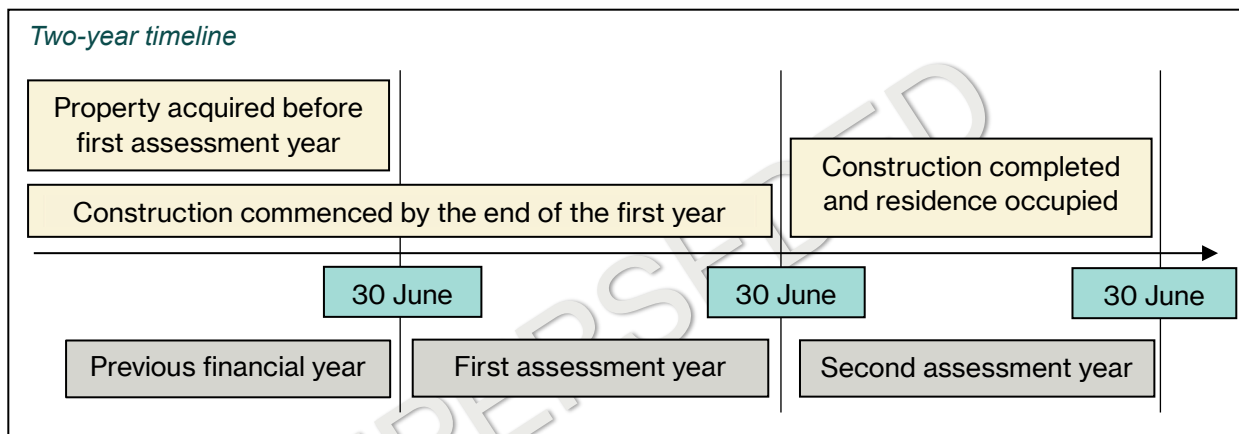 Two-year timeline
Property acquired before
first assessment year
Construction commenced by the end of the first year
Construction completed
and residence occupied
30 June
30 June
30 June
Previous financial year
First assessment year
Second assessment year